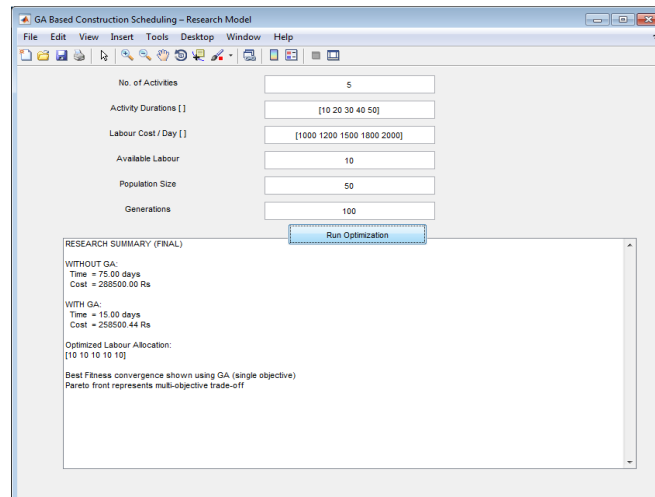 GA Based Construction Scheduling – Research Model
File Edit View Insert Tools Desktop Window Help
No. of Activities
5
Activity Durations [ ]
[10 20 30 40 50]
Labour Cost / Day [ ]
[1000 1200 1500 1800 2000]
Available Labour
10
Population Size
50
Generations
100
Run Optimization
RESEARCH SUMMARY (FINAL)
WITHOUT GA:
Time = 75.00 days
Cost = 288500.00 Rs
WITH GA:
Time = 15.00 days
Cost = 258500.44 Rs
Optimized Labour Allocation:
[10 10 10 10 10]
Best Fitness convergence shown using GA (single objective)
Pareto front represents multi-objective trade-off